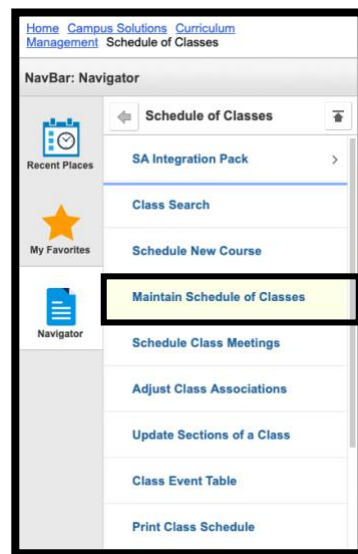 Home Campus Solutions Curriculum
Management Schedule of Classes
NavBar: Navigator
Schedule of Classes
Recent Places
SA Integration Pack
Class Search
My Favorites
Schedule New Course
Maintain Schedule of Classes
Navigator
Schedule Class Meetings
Adjust Class Associations
Update Sections of a Class
Class Event Table
Print Class Schedule